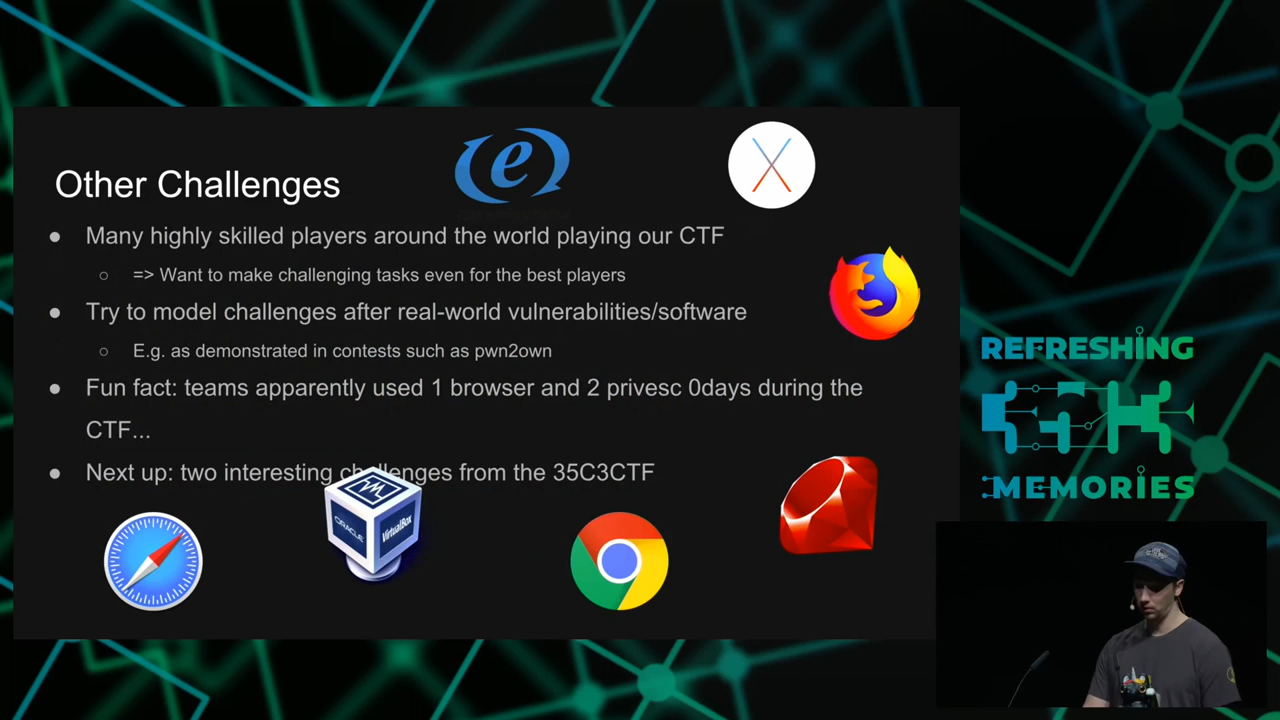 Other Challenges
● Many highly skilled players around the world playing our CTF
○ => Want to make challenging tasks even for the best players
● Try to model challenges after real-world vulnerabilities/software
○ E.g. as demonstrated in contests such as pwn2own
● Fun fact: teams apparently used 1 browser and 2 privesc 0days during the
CTF...
● Next up: two interesting challenges from the 35C3CTF
ORACLE
VirtualBox
REFRESHING
35C3
MEMORIES